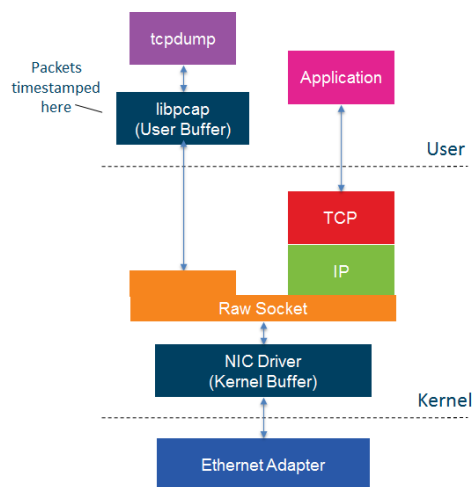 tcpdump
Packets
timestamped
here
libpcap
(User Buffer)
Application
User
TCP
IP
Raw Socket
NIC Driver
(Kernel Buffer)
Kernel
Ethernet Adapter